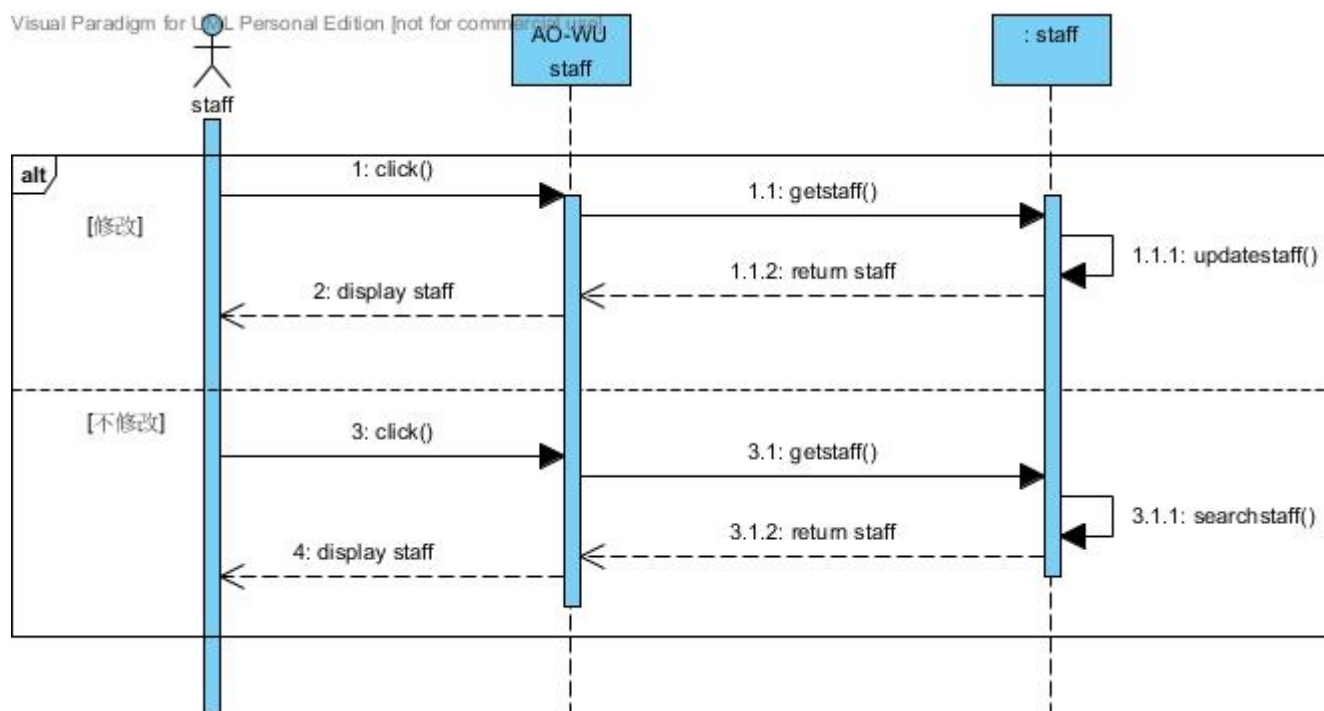 Visual Paradigm for UML Personal Edition [not for commercial use]
AO-WU
staff
: staff
staff
alt
1: click()
1.1: getstaff()
[修改]
1.1.1: updatestaff()
1.1.2: return staff
2: display staff
[不修改]
3: click()
3.1: getstaff()
3.1.1: searchstaff()
3.1.2: return staff
4: display staff